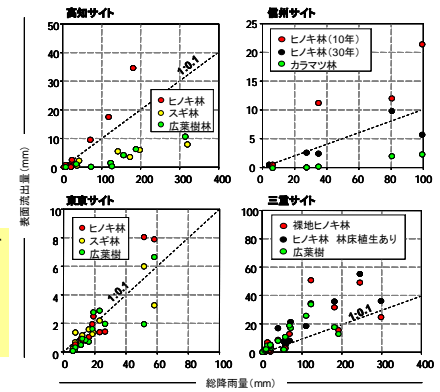 高知サイト
50
40
30
20
10
0
0
100
200
300
400
1:0.1
ヒノキ林
スギ林
広葉樹林
信州サイト
25
20
15
10
5
0
0
50
100
ヒノキ林(10年)
ヒノキ林(30年)
カラマツ林
表面流出量(mm)
東京サイト
10
8
6
4
2
0
0
20
40
60
80
100
1:0.1
ヒノキ林
スギ林
広葉樹
三重サイト
100
80
60
40
20
0
0
100
200
300
400
1:0.1
裸地ヒノキ林
ヒノキ林 林床植生あり
広葉樹
総降雨量(mm)